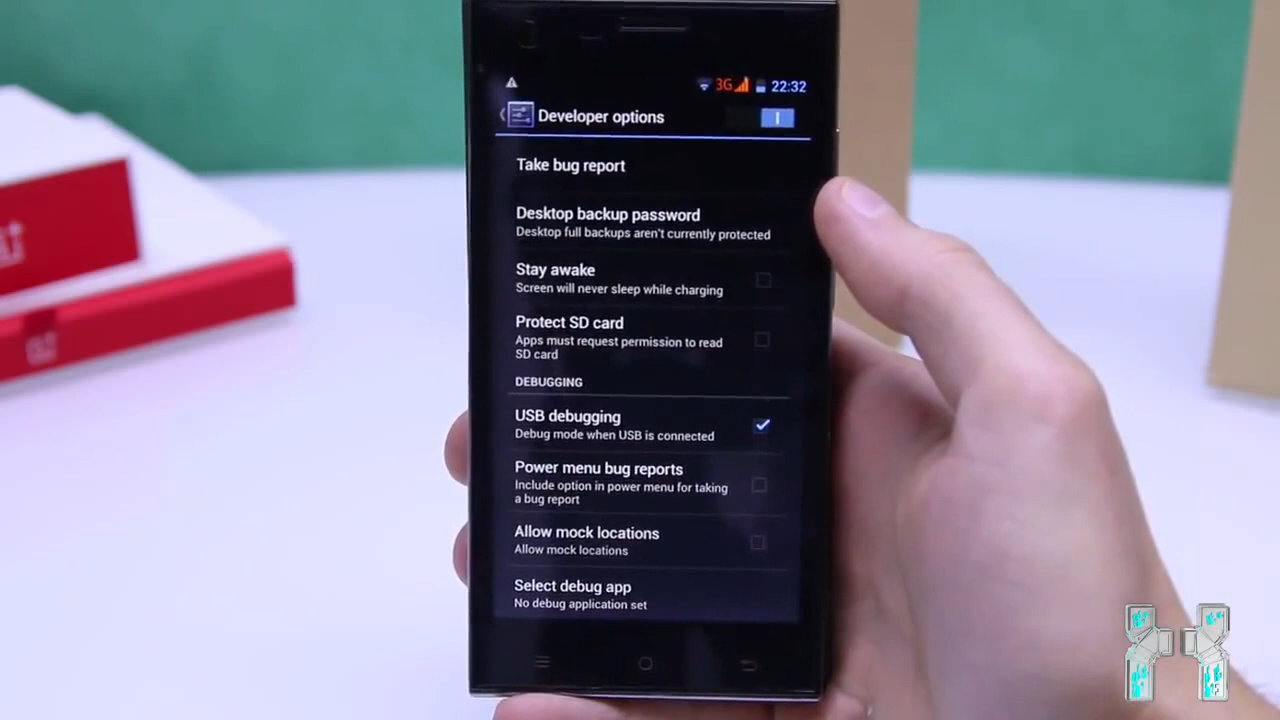 3G 22:32
Developer options
Take bug report
Desktop backup password
Desktop full backups aren't currently protected
Stay awake
Screen will never sleep while charging
Protect SD card
Apps must request permission to read
SD card
DEBUGGING
USB debugging
Debug mode when USB is connected
Power menu bug reports
Include option in power menu for taking
a bug report
Allow mock locations
Allow mock locations
Select debug app
No debug application set